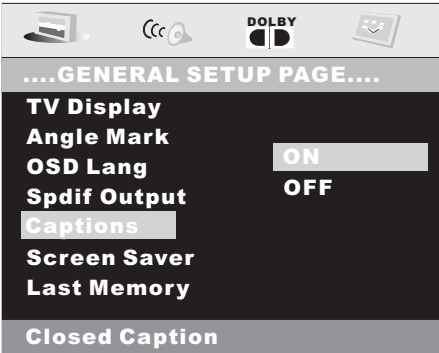 DOLBY
....GENERAL SETUP PAGE....
TV Display
Angle Mark
OSD Lang
Spdif Output
Captions
Screen Saver
Last Memory
ON
OFF
Closed Caption